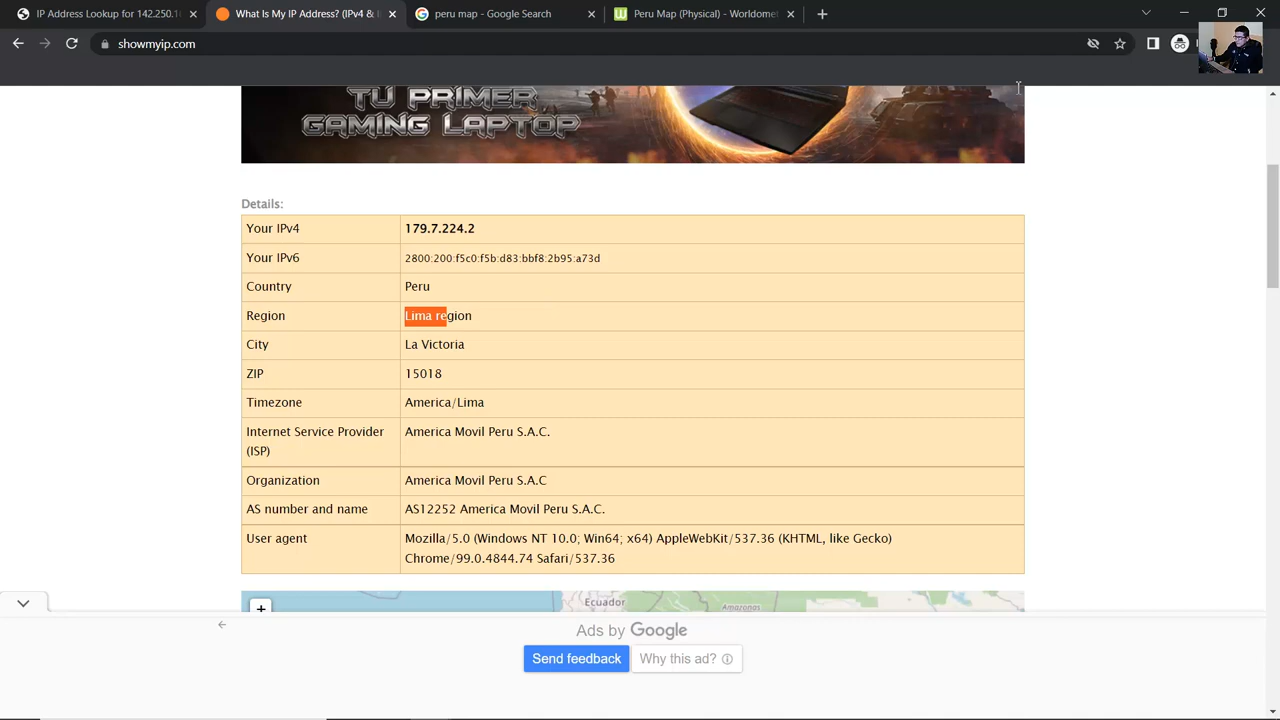 IP Address Lookup for 142.250.1
What Is My IP Address? (IPv4 & I
peru map - Google Search
Peru Map (Physical) - Worldomet
showmyip.com
TU PRIMER
GAMING LAPTOP
Details:
Your IPv4 179.7.224.2
Your IPv6 2800:200:f5c0:f5b:d83:bbf8:2b95:a73d
Country Peru
Region Lima region
City La Victoria
ZIP 15018
Timezone America/Lima
Internet Service Provider America Movil Peru S.A.C.
(ISP)
Organization America Movil Peru S.A.C
AS number and name AS12252 America Movil Peru S.A.C.
User agent Mozilla/5.0 (Windows NT 10.0; Win64; x64) AppleWebKit/537.36 (KHTML, like Gecko)
Chrome/99.0.4844.74 Safari/537.36
+
Ecuador
Amazonas
Ads by Google
Send feedback
Why this ad?